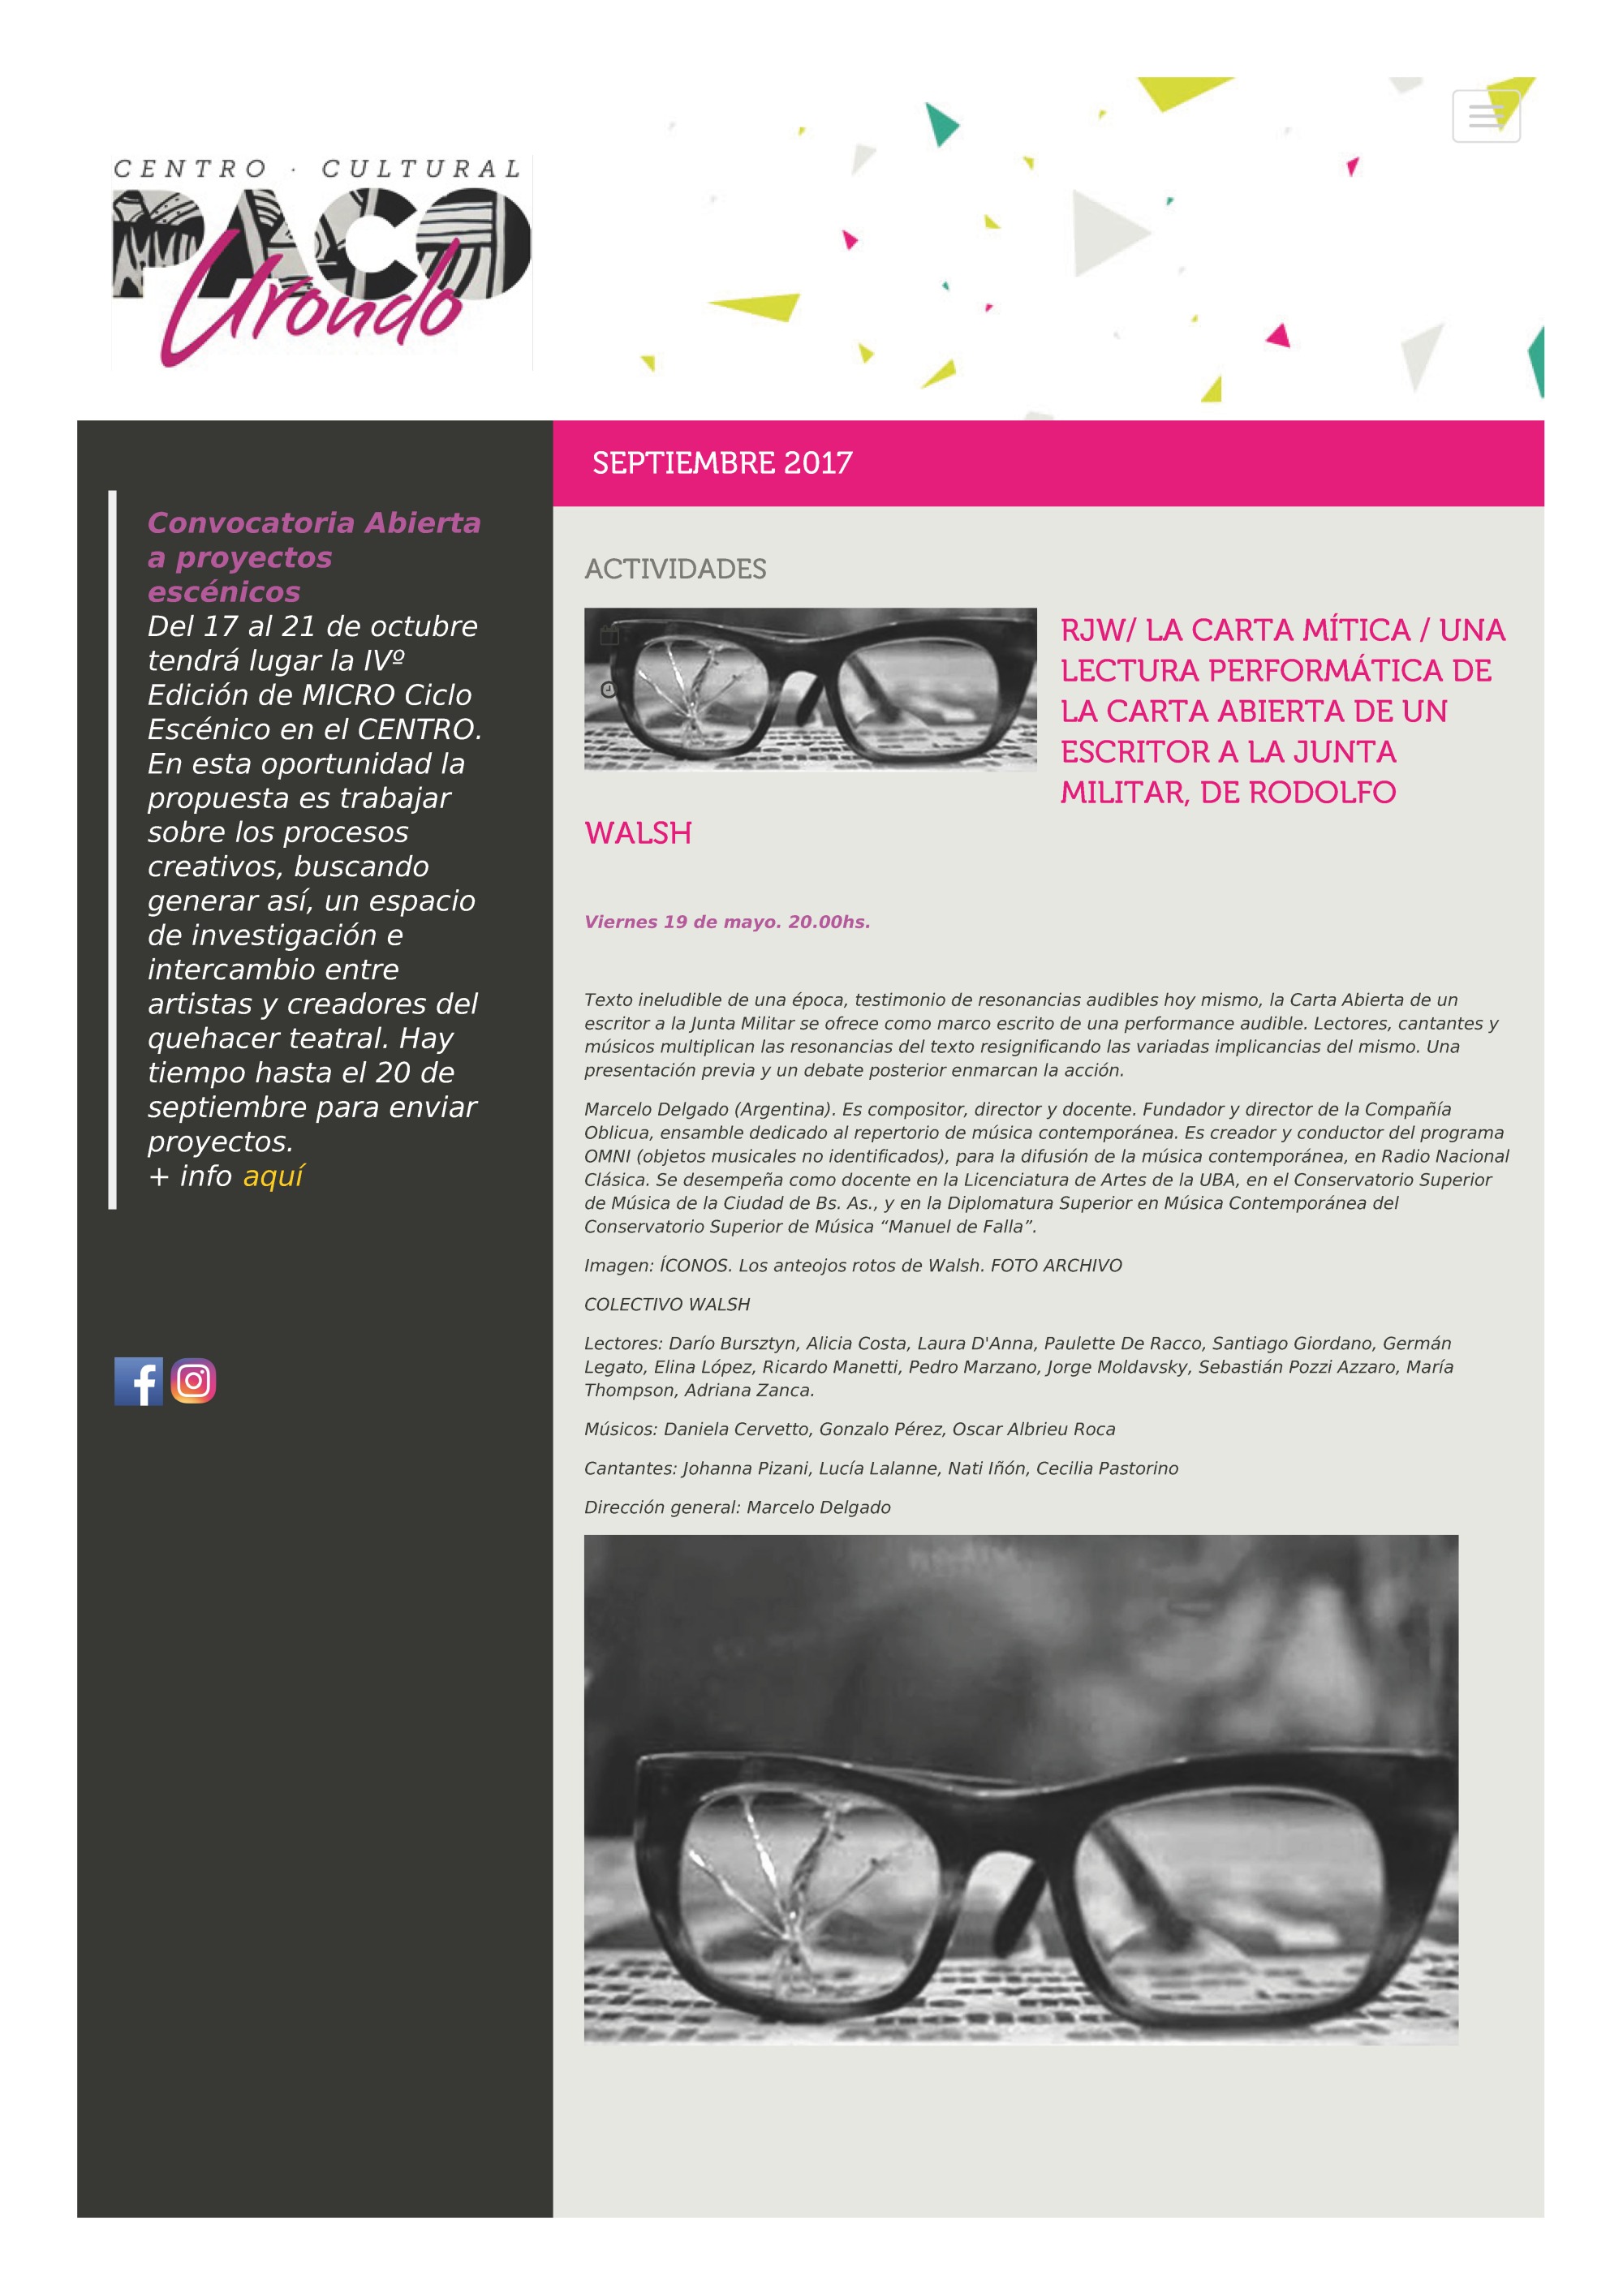 CENTRO · CULTURAL
PACO
Urondo
SEPTIEMBRE 2017
Convocatoria Abierta
a proyectos
escénicos
Del 17 al 21 de octubre
tendrá lugar la IVº
Edición de MICRO Ciclo
Escénico en el CENTRO.
En esta oportunidad la
propuesta es trabajar
sobre los procesos
creativos, buscando
generar así, un espacio
de investigación e
intercambio entre
artistas y creadores del
quehacer teatral. Hay
tiempo hasta el 20 de
septiembre para enviar
proyectos.
+ info aquí
ACTIVIDADES
RJW/ LA CARTA MÍTICA / UNA
LECTURA PERFORMÁTICA DE
LA CARTA ABIERTA DE UN
ESCRITOR A LA JUNTA
MILITAR, DE RODOLFO
WALSH
Viernes 19 de mayo. 20.00hs.
Texto ineludible de una época, testimonio de resonancias audibles hoy mismo, la Carta Abierta de un
escritor a la Junta Militar se ofrece como marco escrito de una performance audible. Lectores, cantantes y
músicos multiplican las resonancias del texto resignificando las variadas implicancias del mismo. Una
presentación previa y un debate posterior enmarcan la acción.
Marcelo Delgado (Argentina). Es compositor, director y docente. Fundador y director de la Compañía
Oblicua, ensamble dedicado al repertorio de música contemporánea. Es creador y conductor del programa
OMNI (objetos musicales no identificados), para la difusión de la música contemporánea, en Radio Nacional
Clásica. Se desempeña como docente en la Licenciatura de Artes de la UBA, en el Conservatorio Superior
de Música de la Ciudad de Bs. As., y en la Diplomatura Superior en Música Contemporánea del
Conservatorio Superior de Música “Manuel de Falla”.
Imagen: ÍCONOS. Los anteojos rotos de Walsh. FOTO ARCHIVO
COLECTIVO WALSH
Lectores: Darío Bursztyn, Alicia Costa, Laura D'Anna, Paulette De Racco, Santiago Giordano, Germán
Legato, Elina López, Ricardo Manetti, Pedro Marzano, Jorge Moldavsky, Sebastián Pozzi Azzaro, María
Thompson, Adriana Zanca.
Músicos: Daniela Cervetto, Gonzalo Pérez, Oscar Albrieu Roca
Cantantes: Johanna Pizani, Lucía Lalanne, Nati Iñón, Cecilia Pastorino
Dirección general: Marcelo Delgado